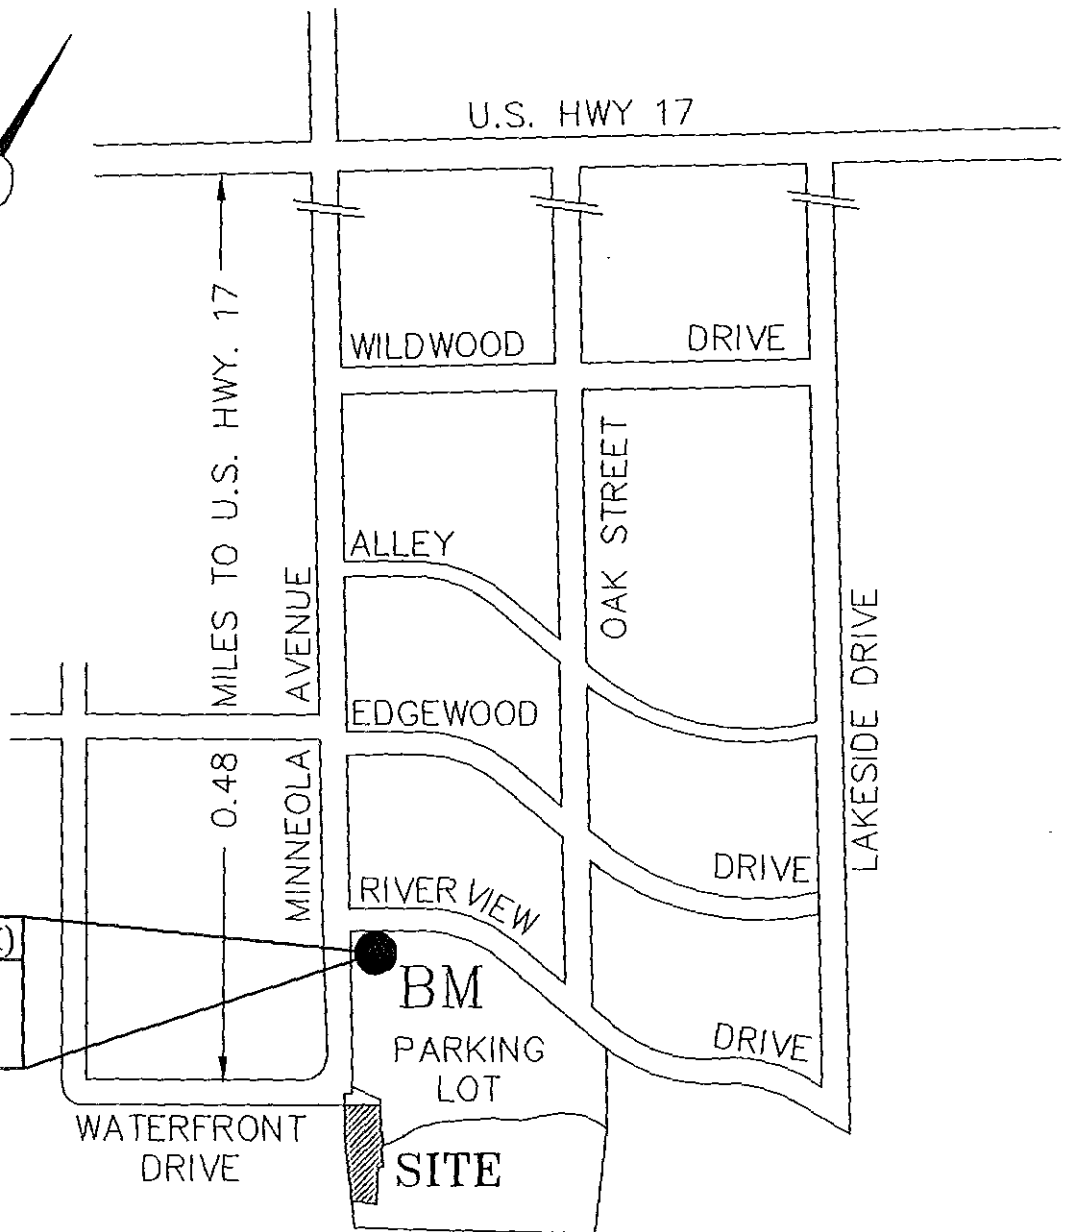 U.S. HWY 17
WILDWOOD DRIVE
0.48 MILES TO U.S. HWY. 17
MINNEOLA AVENUE
ALLEY
OAK STREET
LAKESIDE DRIVE
EDGEWOOD DRIVE
RIVER VIEW DRIVE
BM
PARKING
LOT
WATERFRONT
DRIVE
SITE